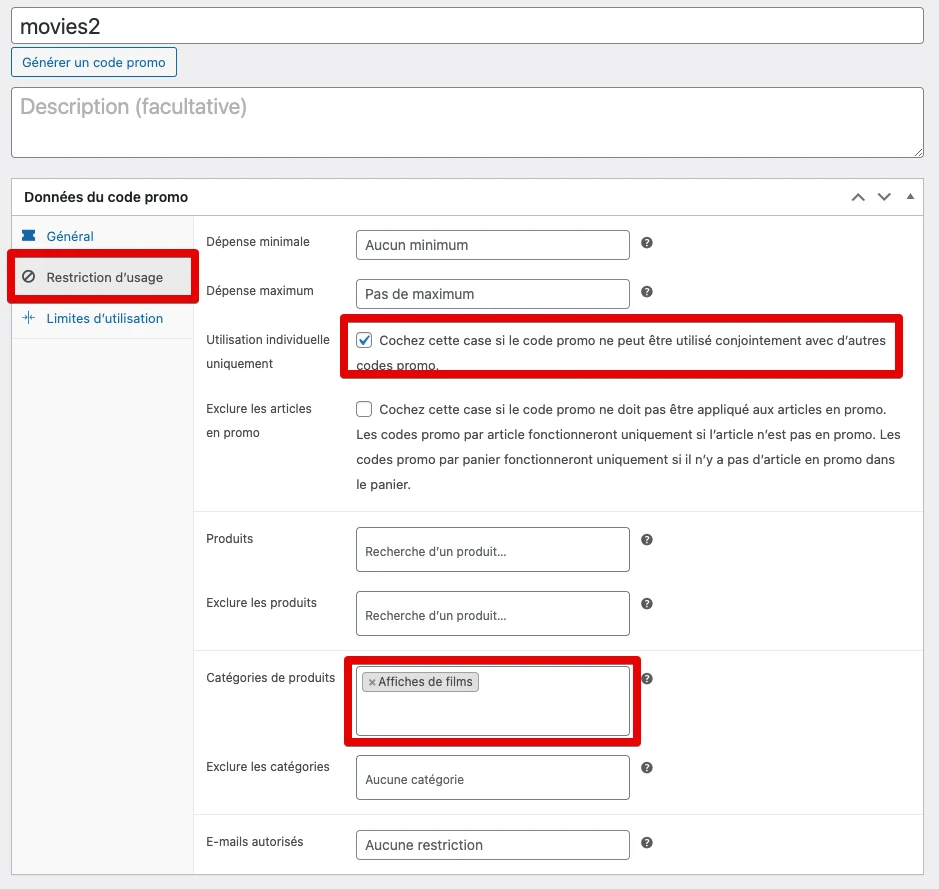 movies2
Générer un code promo
Description (facultative)
Données du code promo
Général
Restriction d’usage
Limites d’utilisation
Dépense minimale
Aucun minimum
Dépense maximum
Pas de maximum
Utilisation individuelle
uniquement
Cochez cette case si le code promo ne peut être utilisé conjointement avec d’autres
codes promo.
Exclure les articles
en promo
Cochez cette case si le code promo ne doit pas être appliqué aux articles en promo.
Les codes promo par article fonctionneront uniquement si l’article n’est pas en promo. Les
codes promo par panier fonctionneront uniquement si il n’y a pas d’article en promo dans
le panier.
Produits
Recherche d’un produit…
Exclure les produits
Recherche d’un produit…
Catégories de produits
×Affiches de films
Exclure les catégories
Aucune catégorie
E-mails autorisés
Aucune restriction